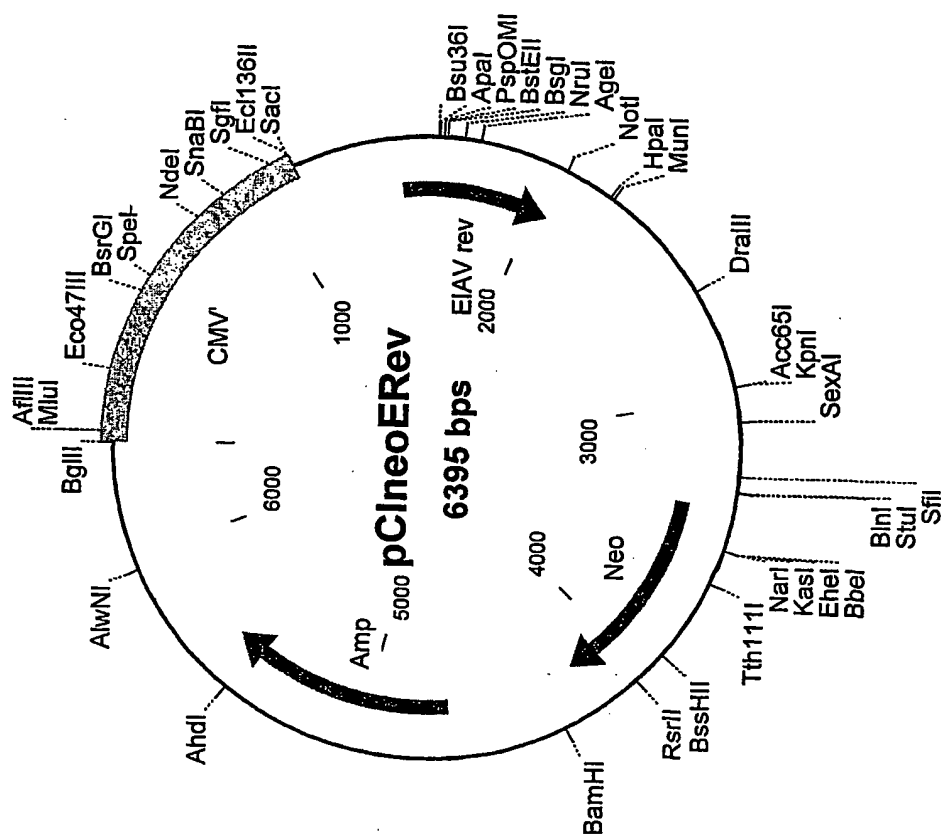 pCIneoERev
6395 bps
CMV'
EIAV rev
Neo
Amp
1000
2000
3000
4000
5000
6000
BglII
AflIII
MluI
Eco47III
BsrGI
SpeI-
NdeI
SnaBI
SgfI
Ecl136II
SacI
Bsu36I
ApaI
PspOMI
BstEII
BsgI
NruI
AgeI
NotI
HpaI
MunI
DraIII
Acc65I
KpnI
SexAI
SfiI
StuI
BlnI
BbeI
EheI
KasI
NarI
Tth111I
BssHII
RsrII
BamHI
AhdI
AlwNI